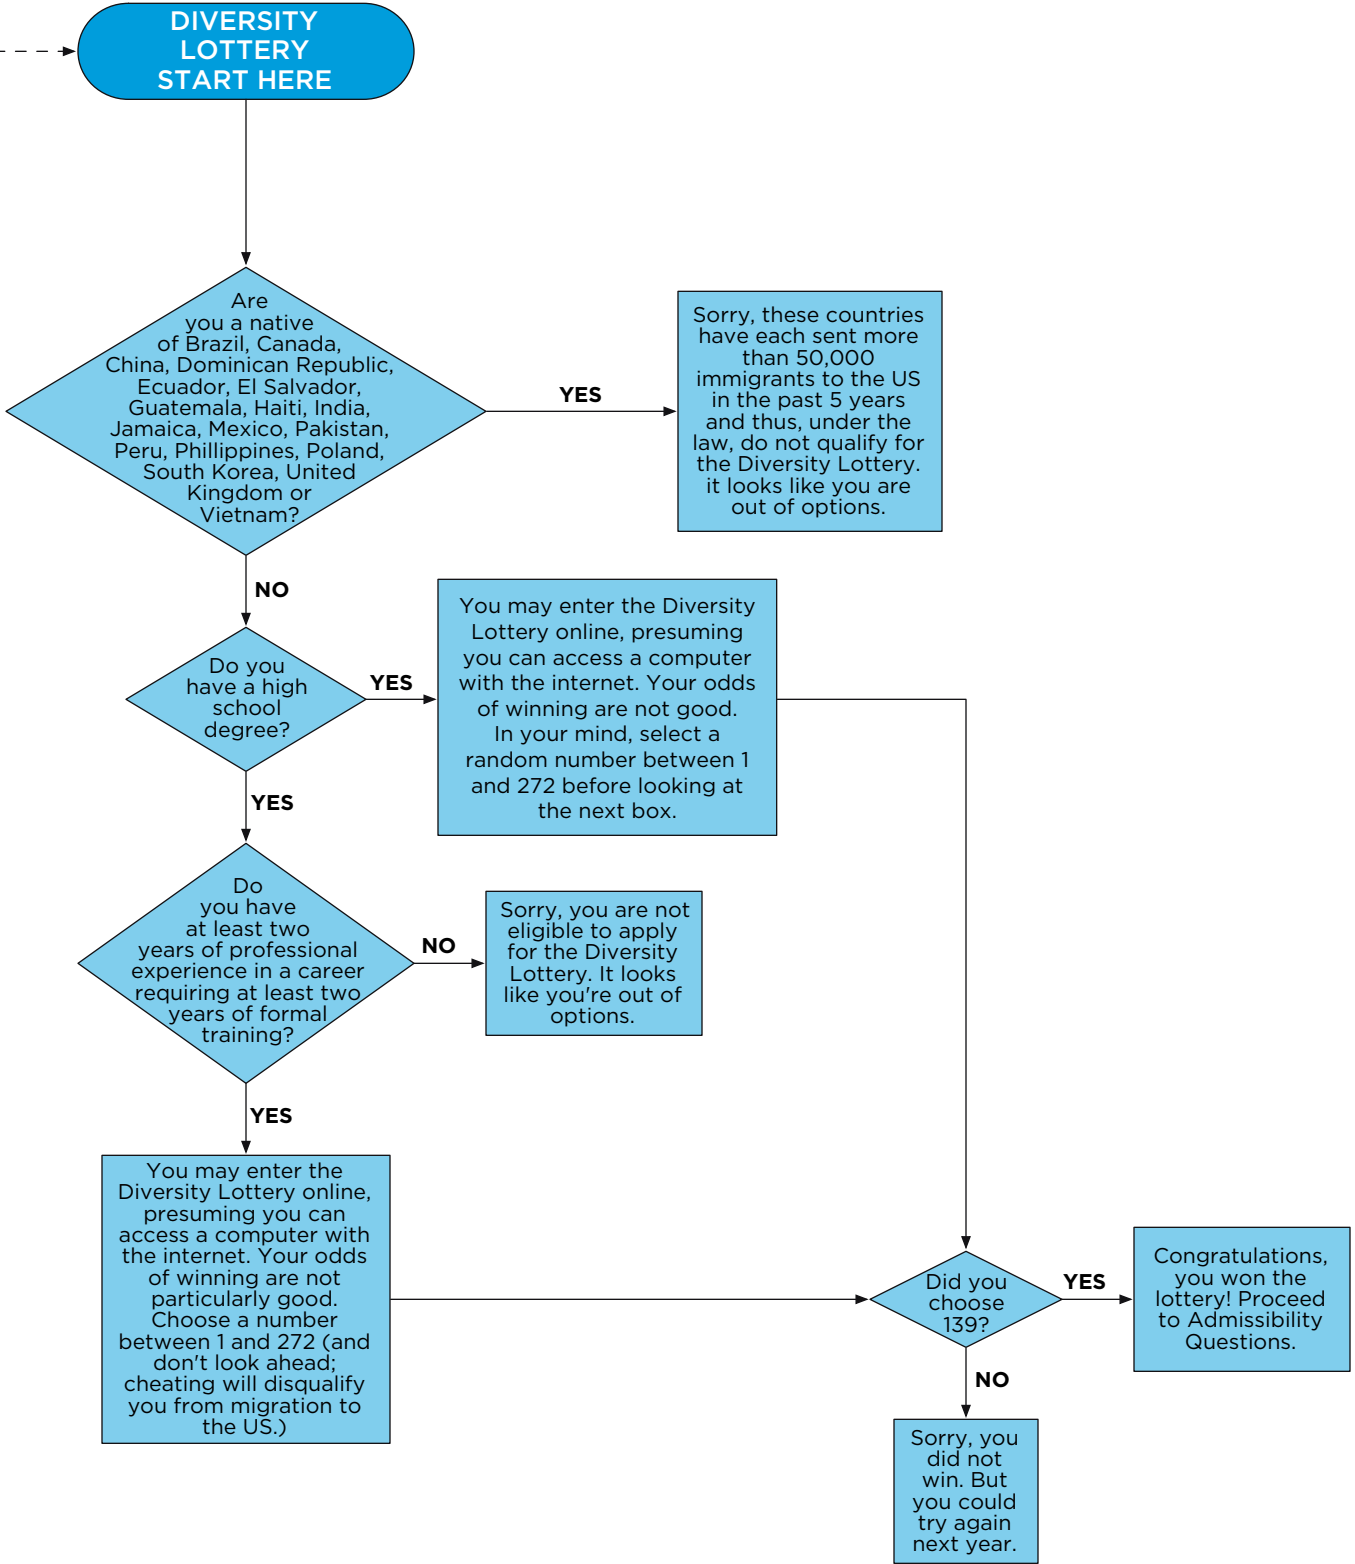 DIVERSITY
LOTTERY
START HERE
Are
you a native
of Brazil, Canada,
China, Dominican Republic,
Ecuador, El Salvador,
Guatemala, Haiti, India,
Jamaica, Mexico, Pakistan,
Peru, Phillippines, Poland,
South Korea, United
Kingdom or
Vietnam?
YES
Sorry, these countries
have each sent more
than 50,000
immigrants to the US
in the past 5 years
and thus, under the
law, do not qualify for
the Diversity Lottery.
it looks like you are
out of options.
NO
Do you
have a high
school
degree?
YES
You may enter the Diversity
Lottery online, presuming
you can access a computer
with the internet. Your odds
of winning are not good.
In your mind, select a
random number between 1
and 272 before looking at
the next box.
YES
Do
you have
at least two
years of professional
experience in a career
requiring at least two
years of formal
training?
NO
Sorry, you are not
eligible to apply
for the Diversity
Lottery. It looks
like you're out of
options.
YES
You may enter the
Diversity Lottery online,
presuming you can
access a computer with
the internet. Your odds
of winning are not
particularly good.
Choose a number
between 1 and 272 (and
don't look ahead;
cheating will disqualify
you from migration to
the US.)
Did you
choose
139?
YES
Congratulations,
you won the
lottery! Proceed
to Admissibility
Questions.
NO
Sorry, you
did not
win. But
you could
try again
next year.